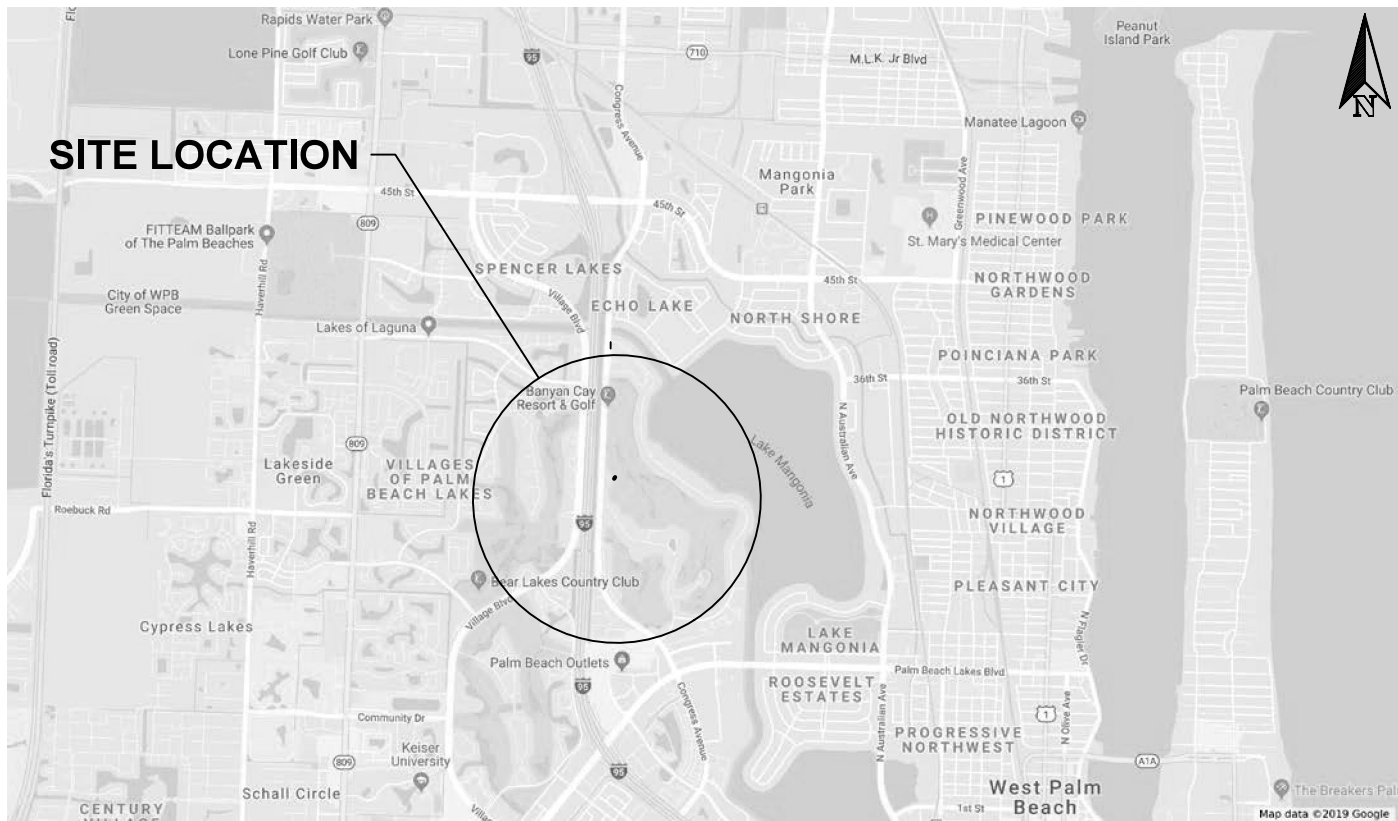 Rapids Water Park
Lone Pine Golf Club
95
710
M.L.K. Jr Blvd
Peanut
Island Park
N
Congress Avenue
Manatee Lagoon
SITE LOCATION
Mangonia
Park
Greenwood Ave
45th St
45th St
809
PINEWOOD PARK
St. Mary's Medical Center
FITTEAM Ballpark
of The Palm Beaches
Haverhill Rd
SPENCER LAKES
45th St
NORTHWOOD
GARDENS
City of WPB
Green Space
Village Blvd
ECHO LAKE
NORTH SHORE
Lakes of Laguna
Florida's Turnpike (Toll road)
POINCIANA PARK
36th St
36th St
Banyan Cay
Resort & Golf
Palm Beach Country Club
N Australian Ave
OLD NORTHWOOD
HISTORIC DISTRICT
809
Lake Mangonia
Lakeside
Green
VILLAGES
OF PALM
BEACH LAKES
1
Roebuck Rd
95
NORTHWOOD
VILLAGE
Haverhill Rd
Bear Lakes Country Club
PLEASANT CITY
Village Blvd
Cypress Lakes
N Flagler Dr
LAKE
MANGONIA
Palm Beach Outlets
Palm Beach Lakes Blvd
95
ROOSEVELT
ESTATES
Congress Avenue
N Australian Ave
1
N Olive Ave
Community Dr
PROGRESSIVE
NORTHWEST
Keiser
University
809
A1A
95
Schall Circle
West Palm
Beach
The Breakers Pal
CENTURY
1st St
Map data ©2019 Google